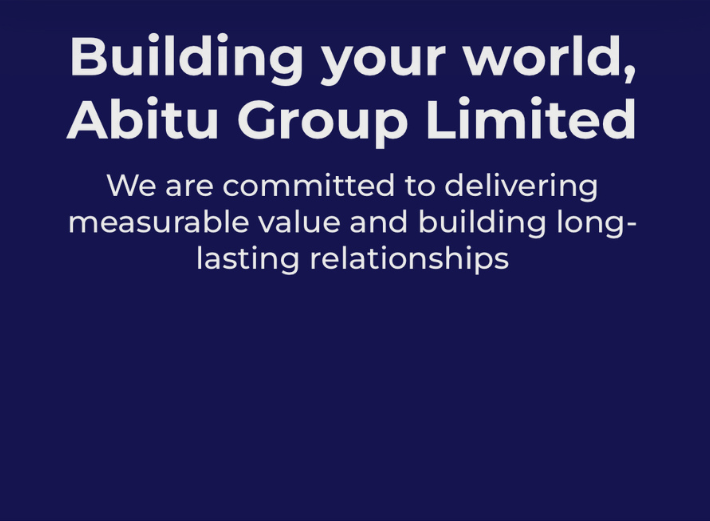 Building your world,
Abitu Group Limited
We are committed to delivering
measurable value and building long-
lasting relationships